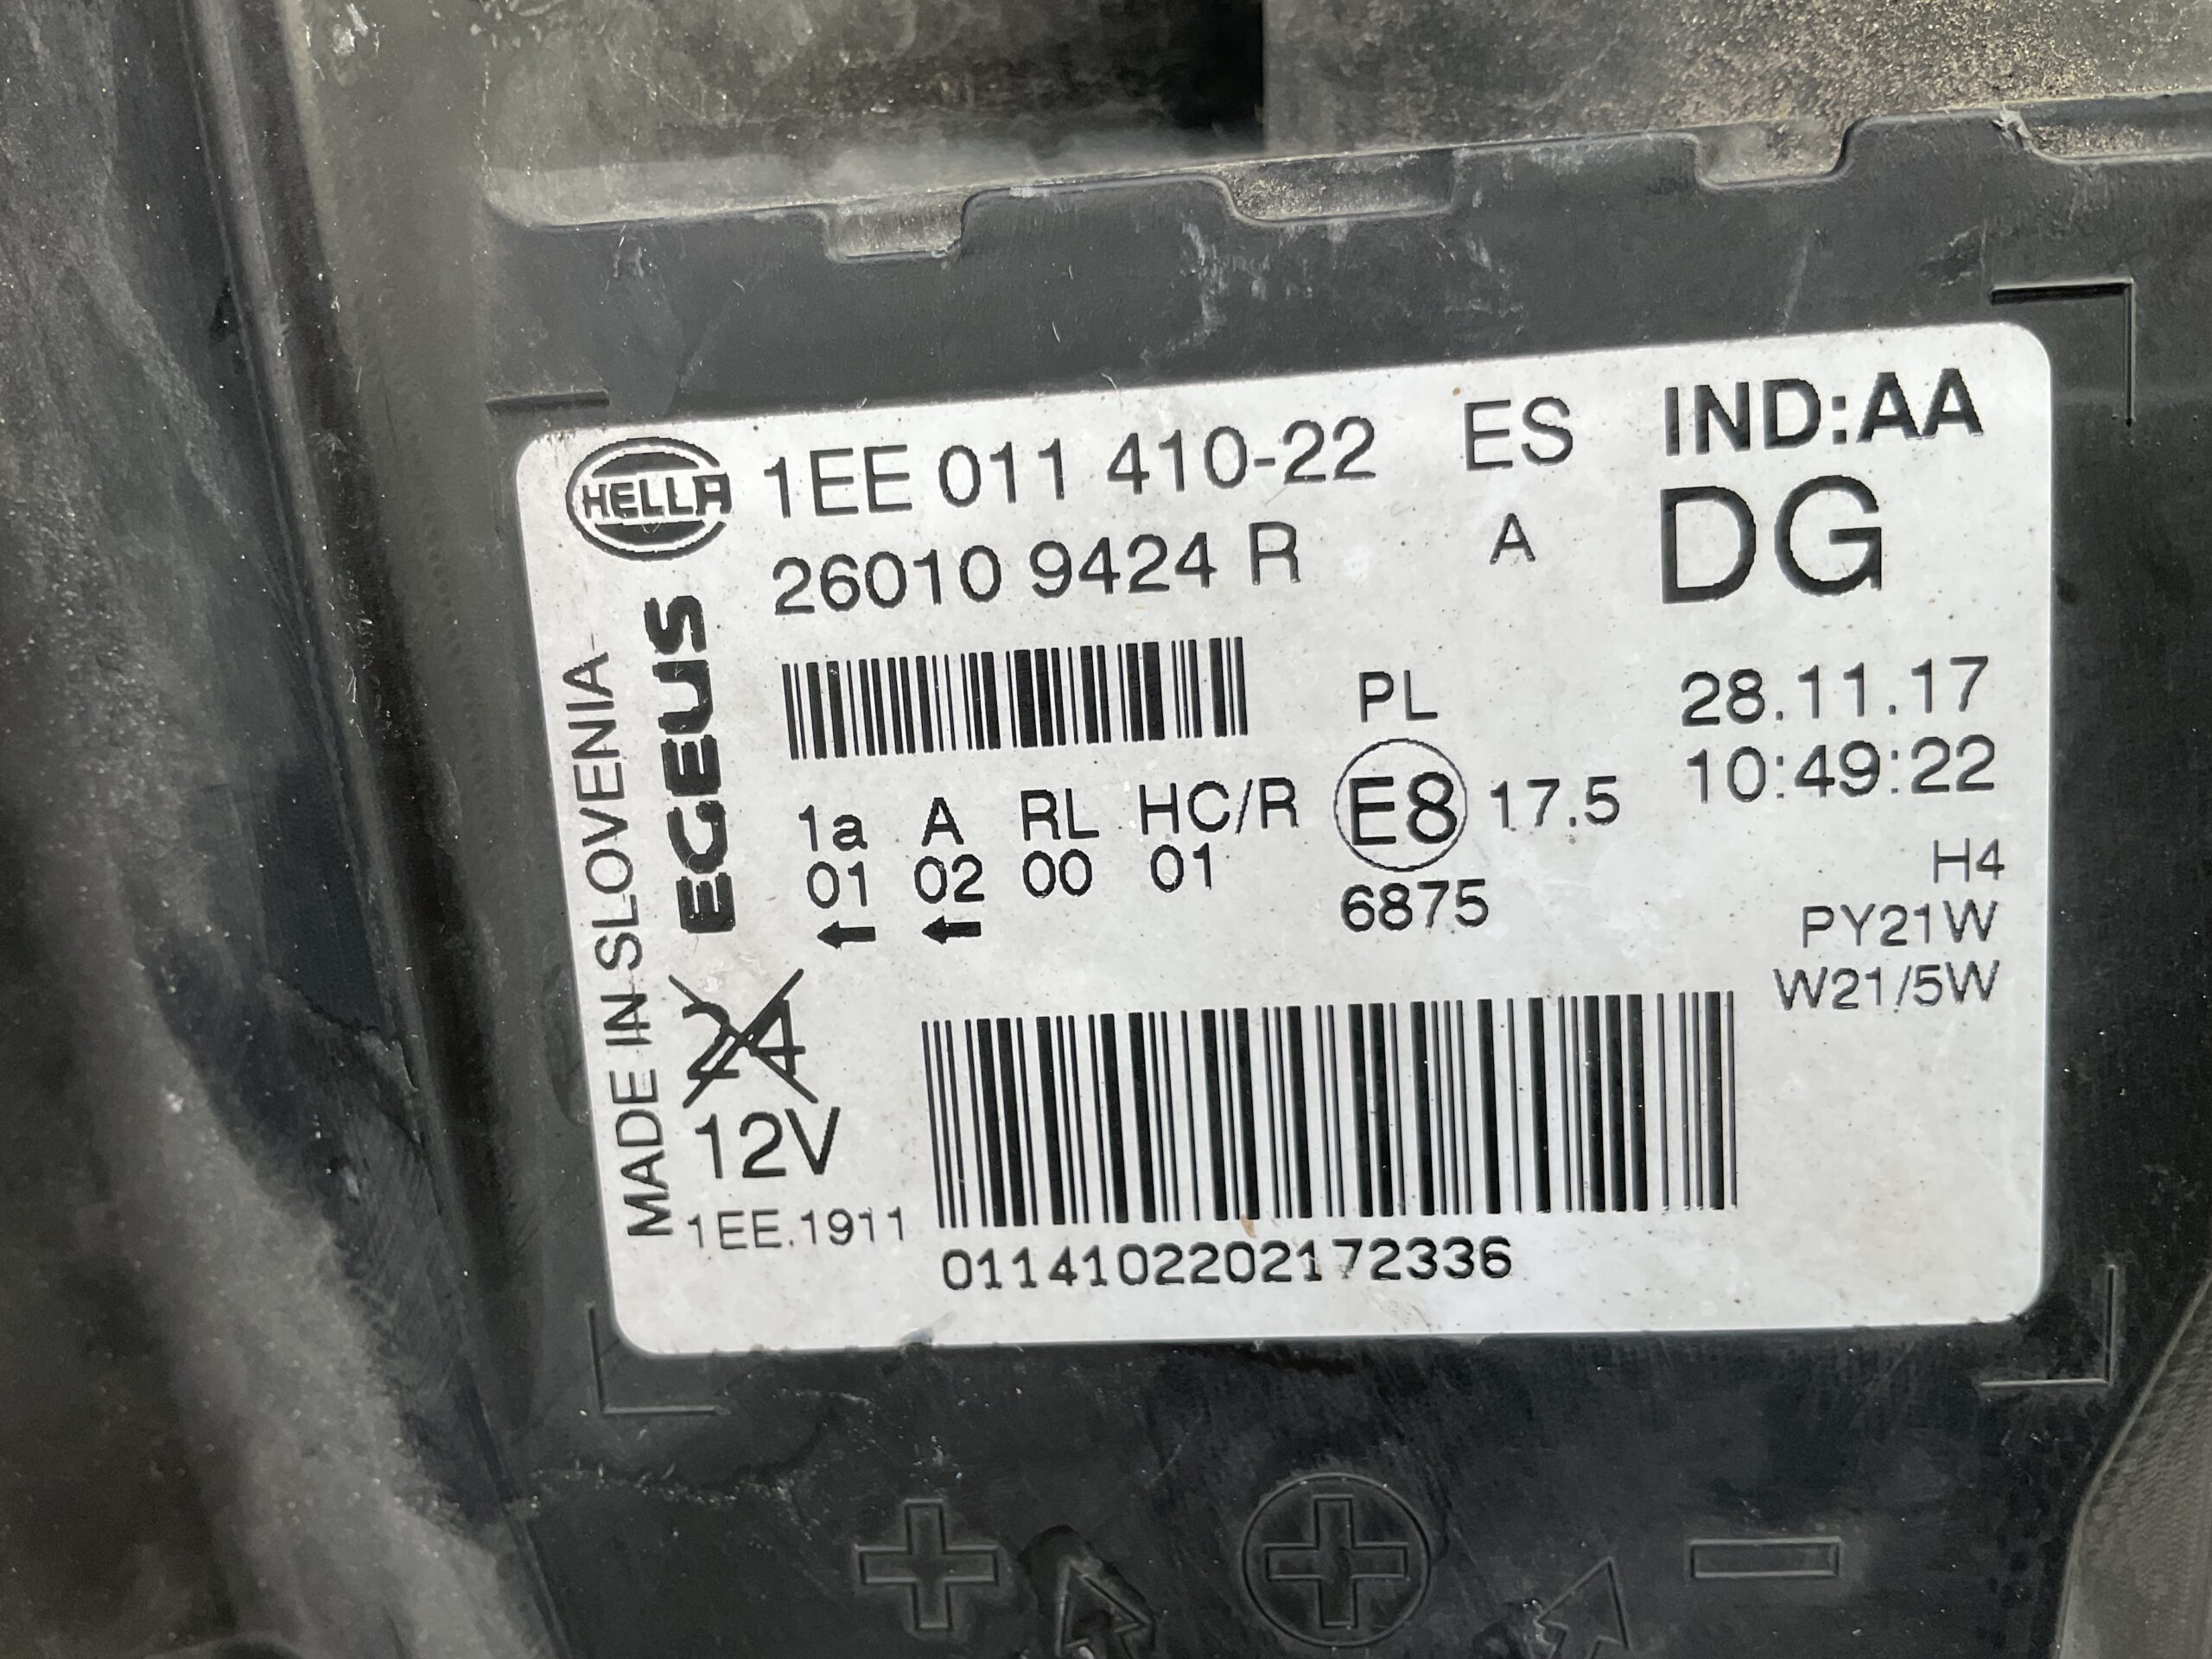 HELLA 1EE 011 410-22 ES IND:AA
26010 9424 R A DG
MADE IN SLOVENIA
EGEUS
PL 28.11.17
10:49:22
1a A RL HC/R E8 17.5
01 02 00 01 6875
H4
PY21W
W21/5W
24
12V
1EE.1911
0114102202172336